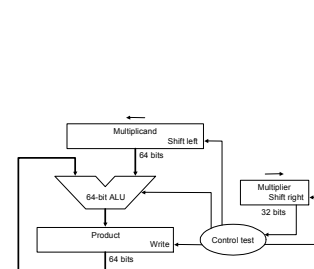 Multiplicand
Shift left
64 bits
64-bit ALU
Multiplier
Shift right
32 bits
Product
Write
Control test
64 bits